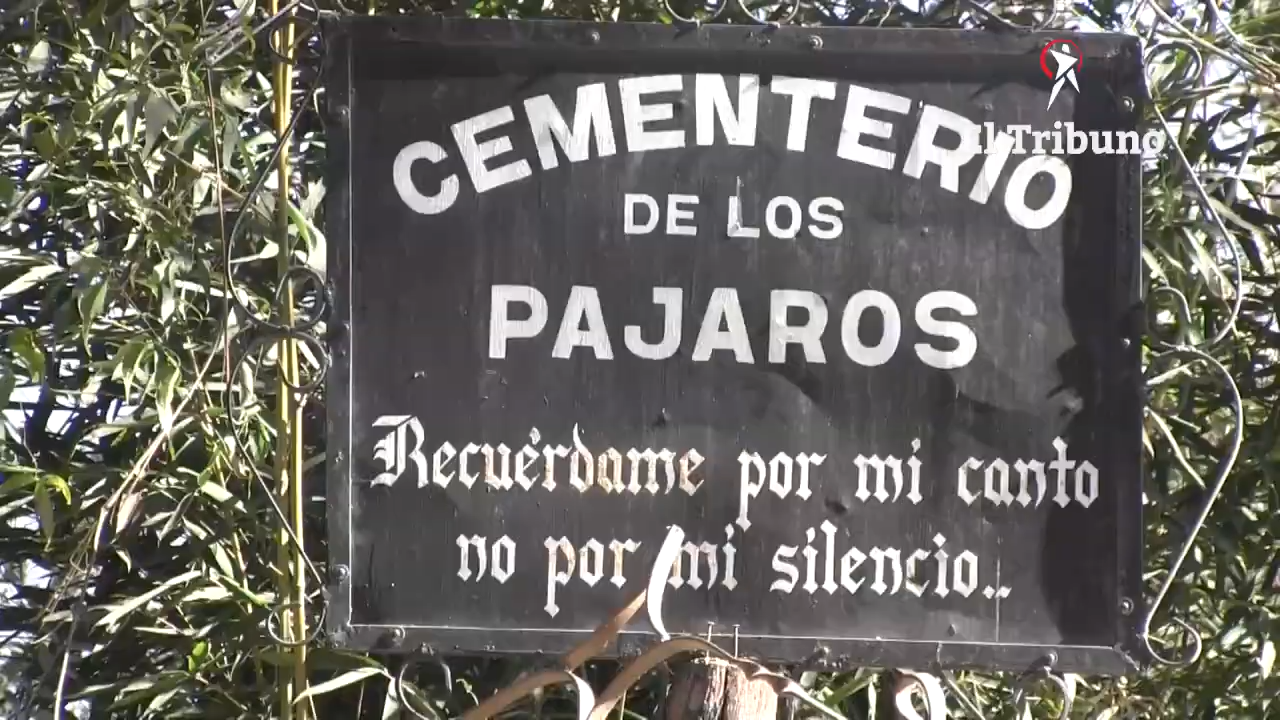 El Tribuno
CEMENTERIO
DE LOS
PAJAROS
Recuérdame por mi canto
no por mi silencio...